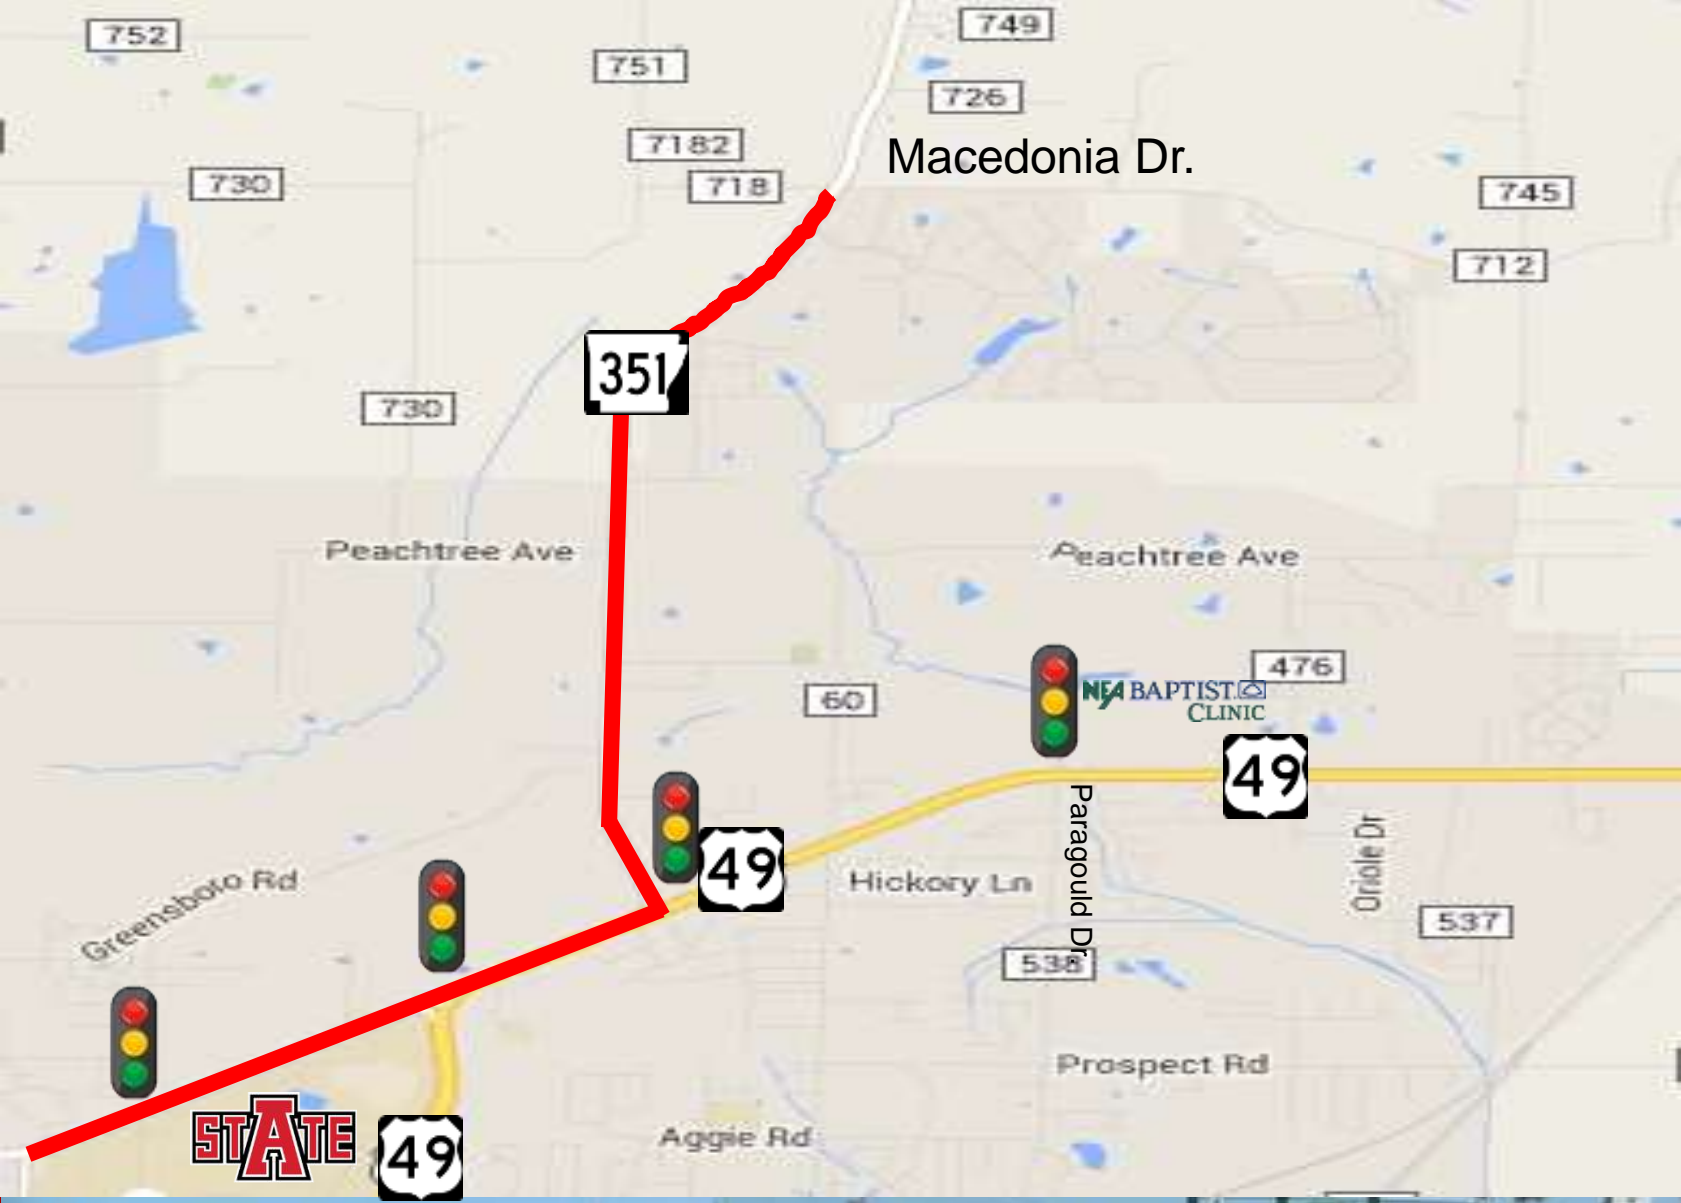 752
749
751
726
7182
Macedonia Dr.
730
718
745
712
351
730
Peachtree Ave
Peachtree Ave
476
NEA BAPTIST
CLINIC
60
49
Paragould Dr.
Oriole Dr
49
Hickory Ln
Greensboro Rd
537
538
Prospect Rd
STATE
Aggie Rd
49